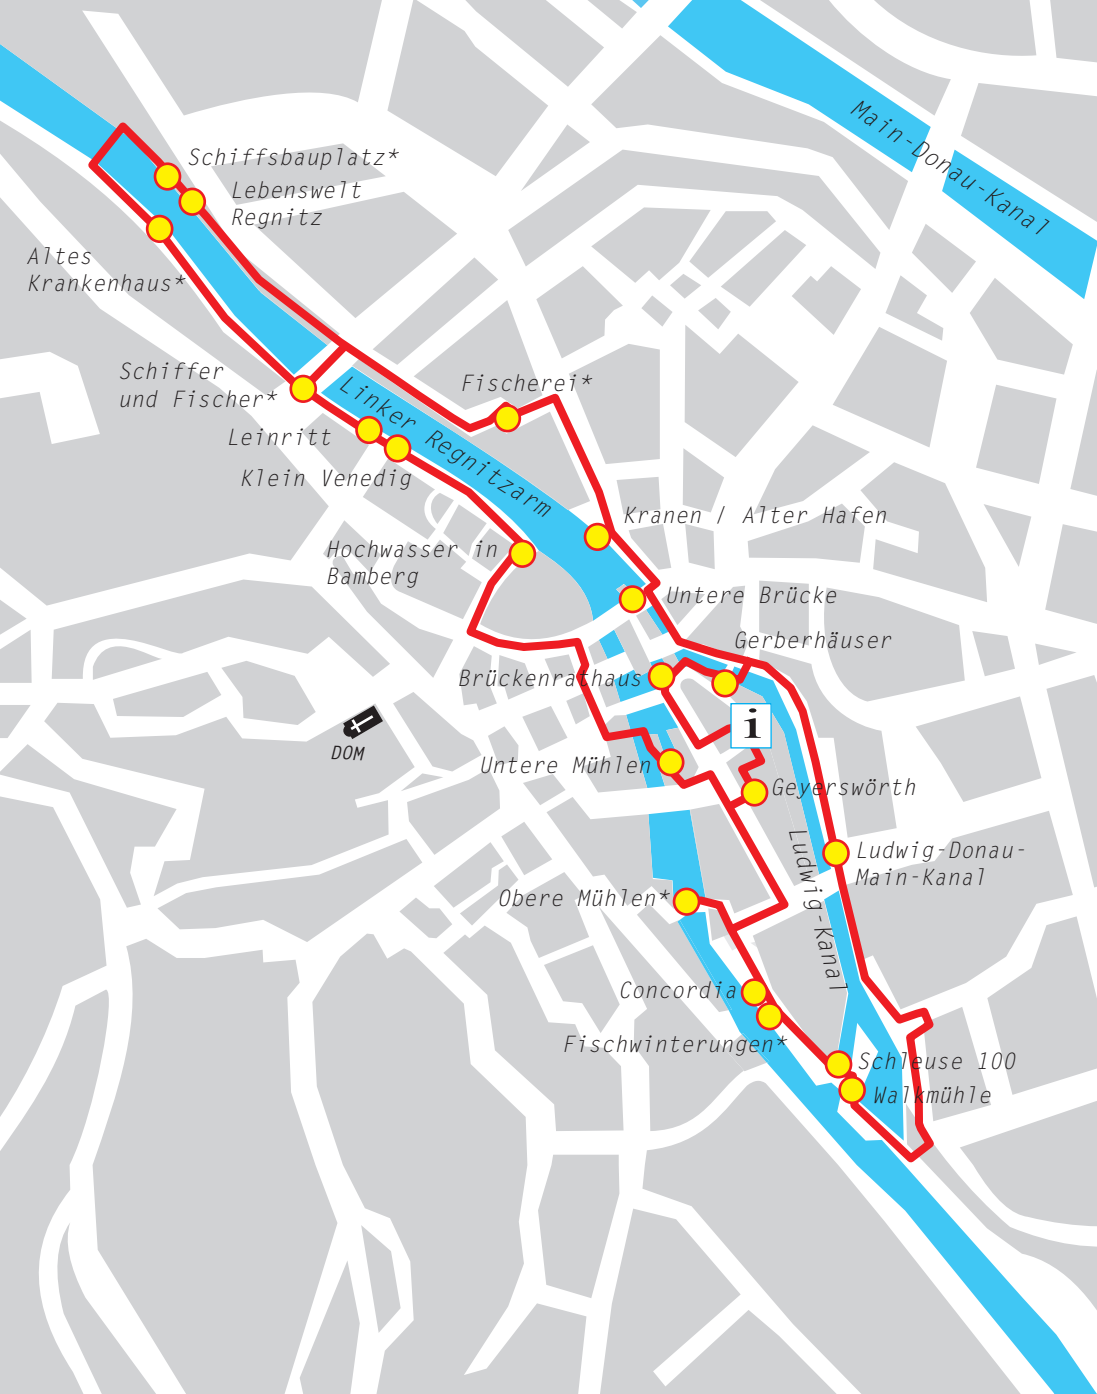 Main-Donau-Kanal
Schiffsbauplatz*
Lebenswelt
Regnitz
Altes
Krankenhaus*
Schiffer
und Fischer*
Linker Regnitzarm
Fischerei*
Leinritt
Klein Venedig
Kranen / Alter Hafen
Hochwasser in
Bamberg
Untere Brücke
Gerberhäuser
Brückenrathaus
i
DOM
Untere Mühlen
Geyerswörth
Ludwig-Kanal
Ludwig-Donau-
Main-Kanal
Obere Mühlen*
Concordia
Fischwinterungen*
Schleuse 100
Walkmühle